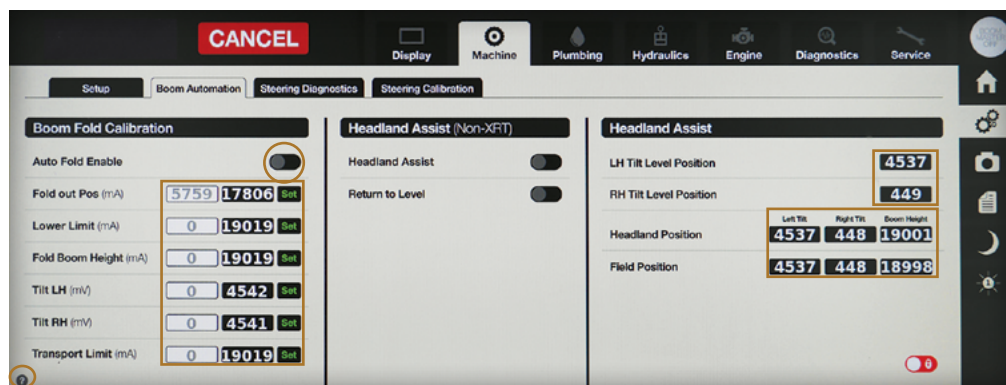 CANCEL
Display Machine Plumbing Hydraulics Engine Diagnostics Service
Setup Boom Automation Steering Diagnostics Steering Calibration
Boom Fold Calibration
Auto Fold Enable
Fold out Pos (mA) 5759 17806 Set
Lower Limit (mA) 0 19019 Set
Fold Boom Height (mA) 0 19019 Set
Tilt LH (mV) 0 4542 Set
Tilt RH (mV) 0 4541 Set
Transport Limit (mA) 0 19019 Set
?
Headland Assist (Non-XRT)
Headland Assist
Return to Level
Headland Assist
LH Tilt Level Position 4537
RH Tilt Level Position 449
Left Tilt Right Tilt Boom Height
Headland Position 4537 448 19001
Field Position 4537 448 18998